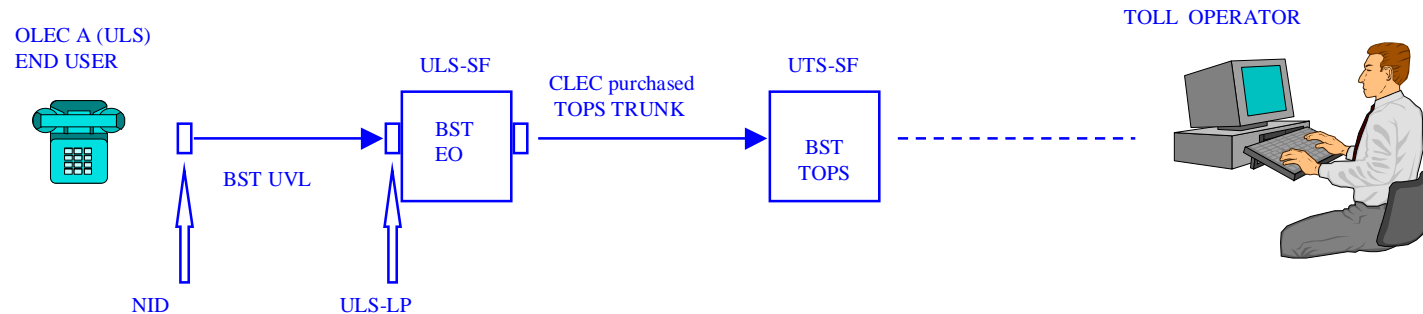 TOLL OPERATOR
OLEC A (ULS)
END USER
ULS-SF
CLEC purchased
TOPS TRUNK
UTS-SF
BST
EO
BST
TOPS
BST UVL
NID
ULS-LP